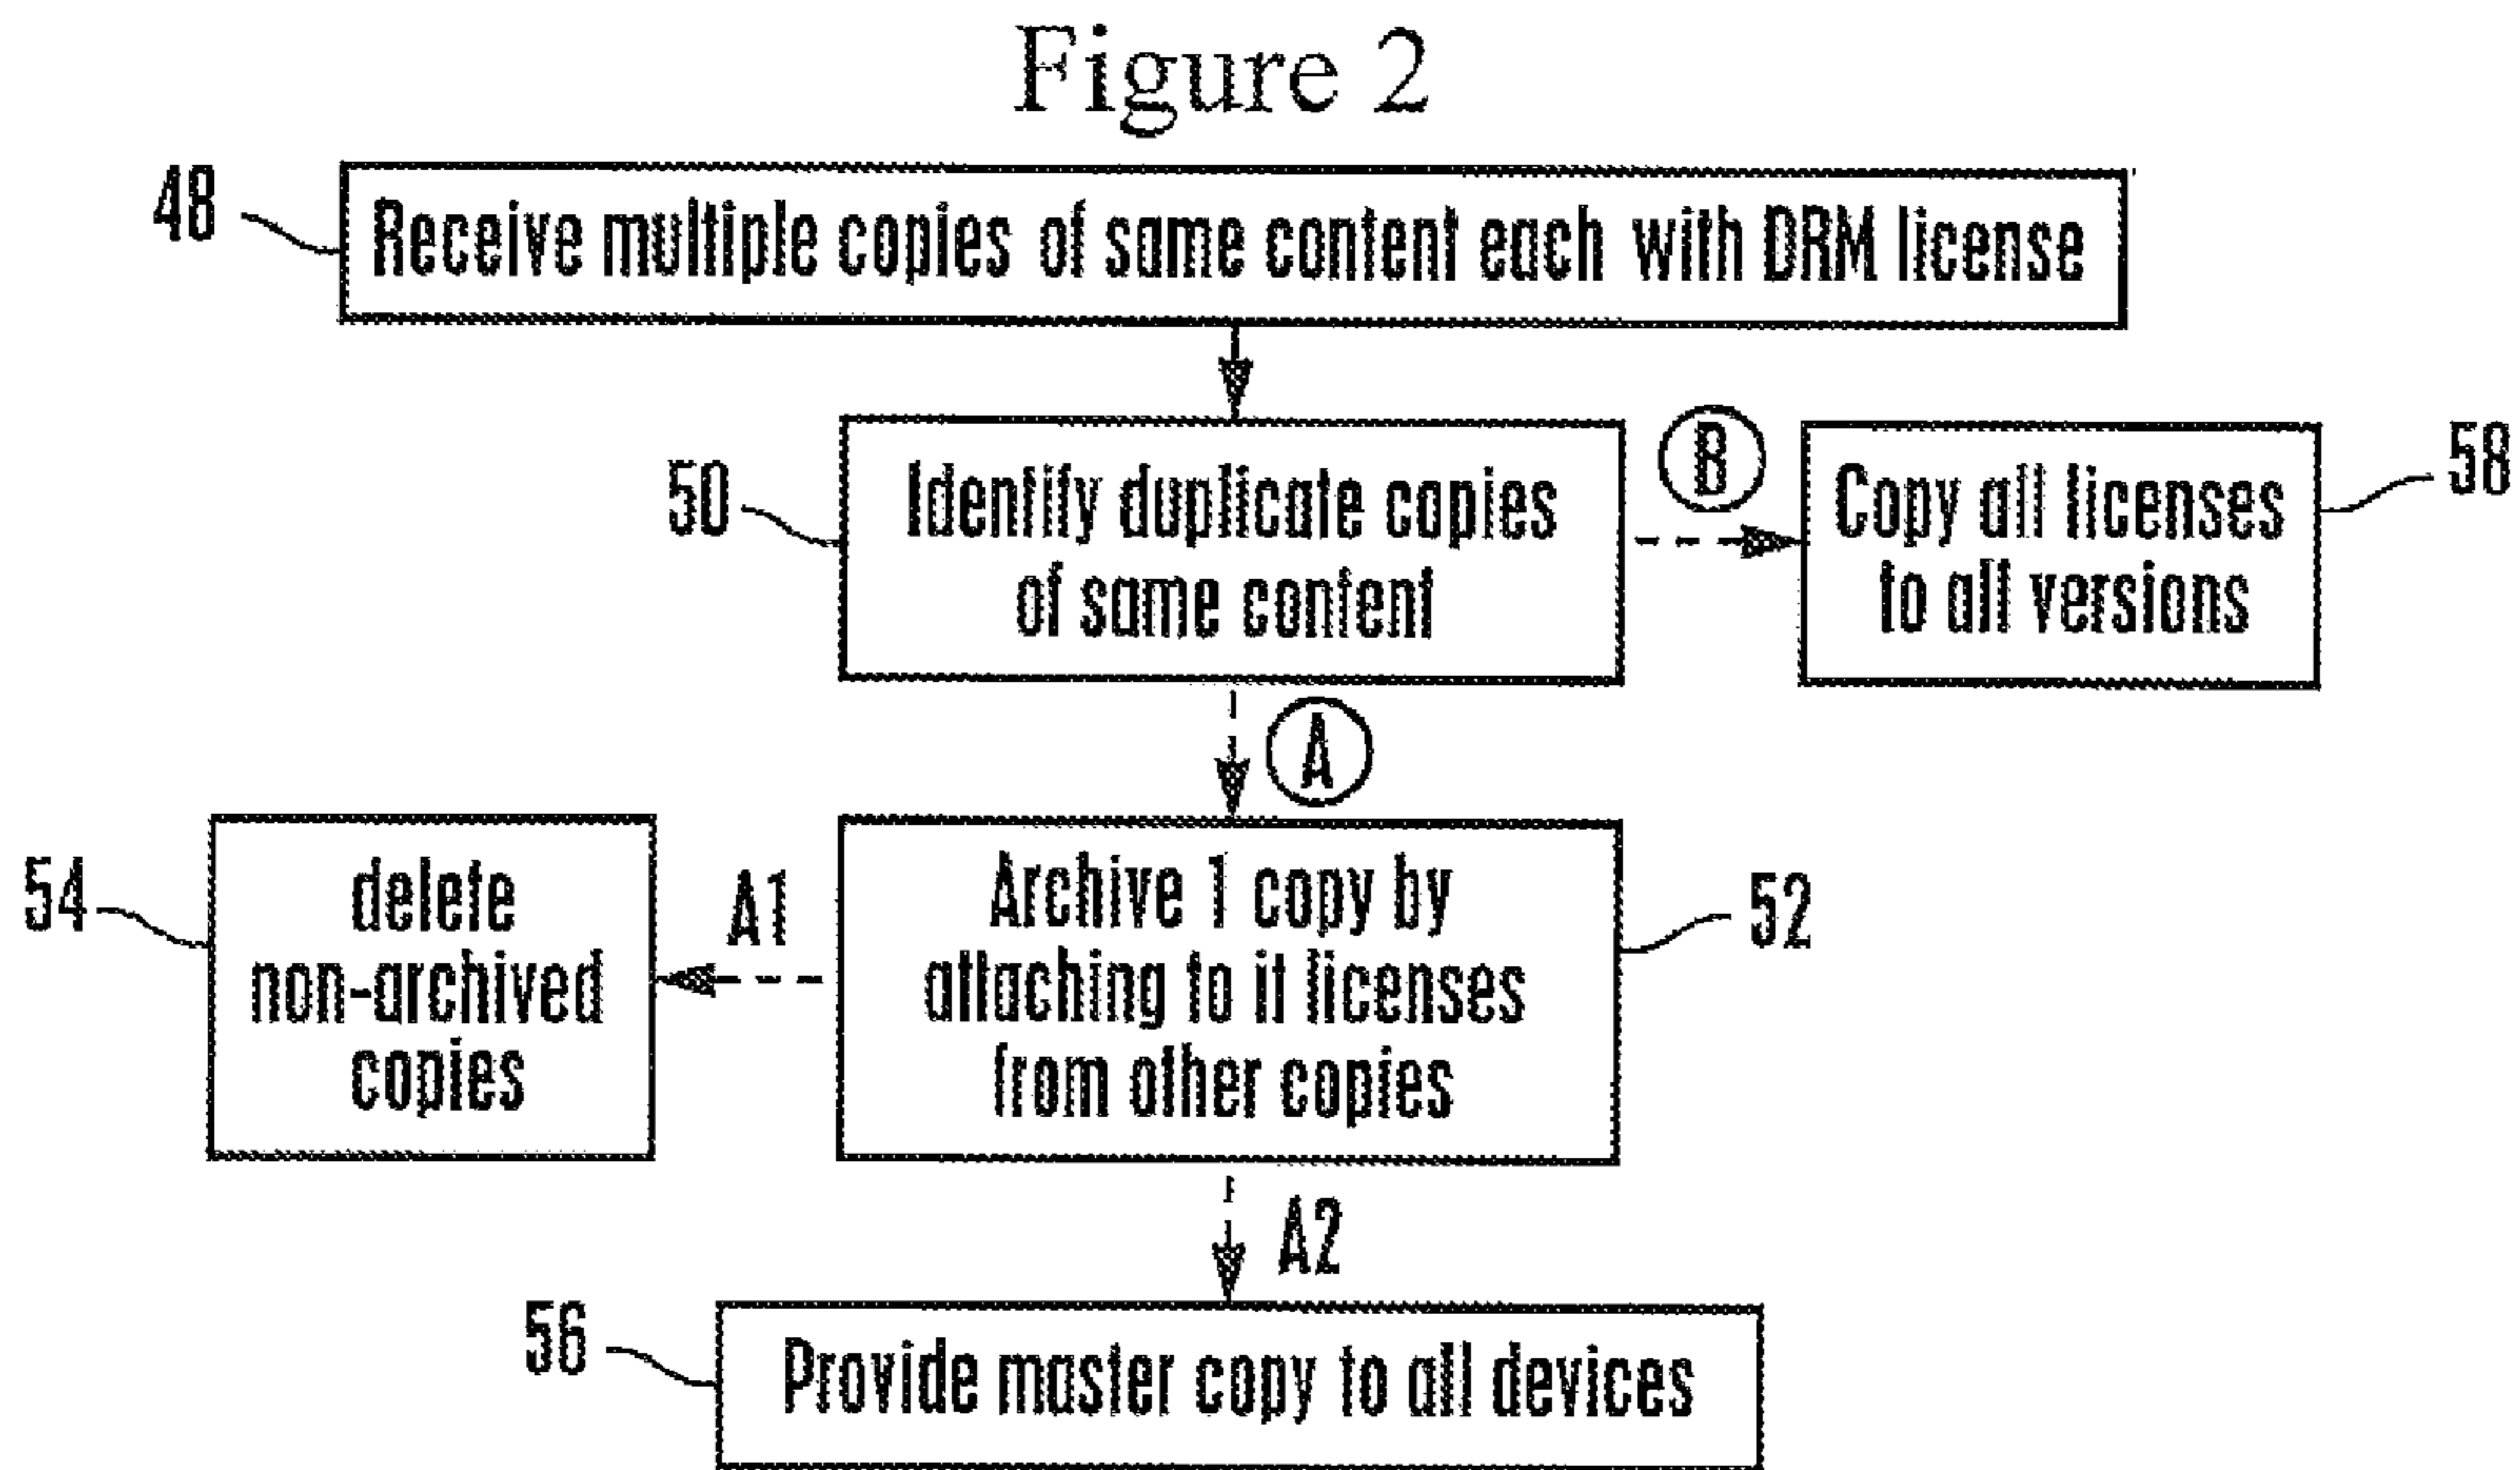 Figure 2
48
Receive multiple copies of same content each with DRM license
50
Identify duplicate copies
of same content
B
Copy all licenses
to all versions
58
A
54
delete
non-archived
copies
A1
Archive 1 copy by
attaching to it licenses
from other copies
52
A2
56
Provide master copy to all devices